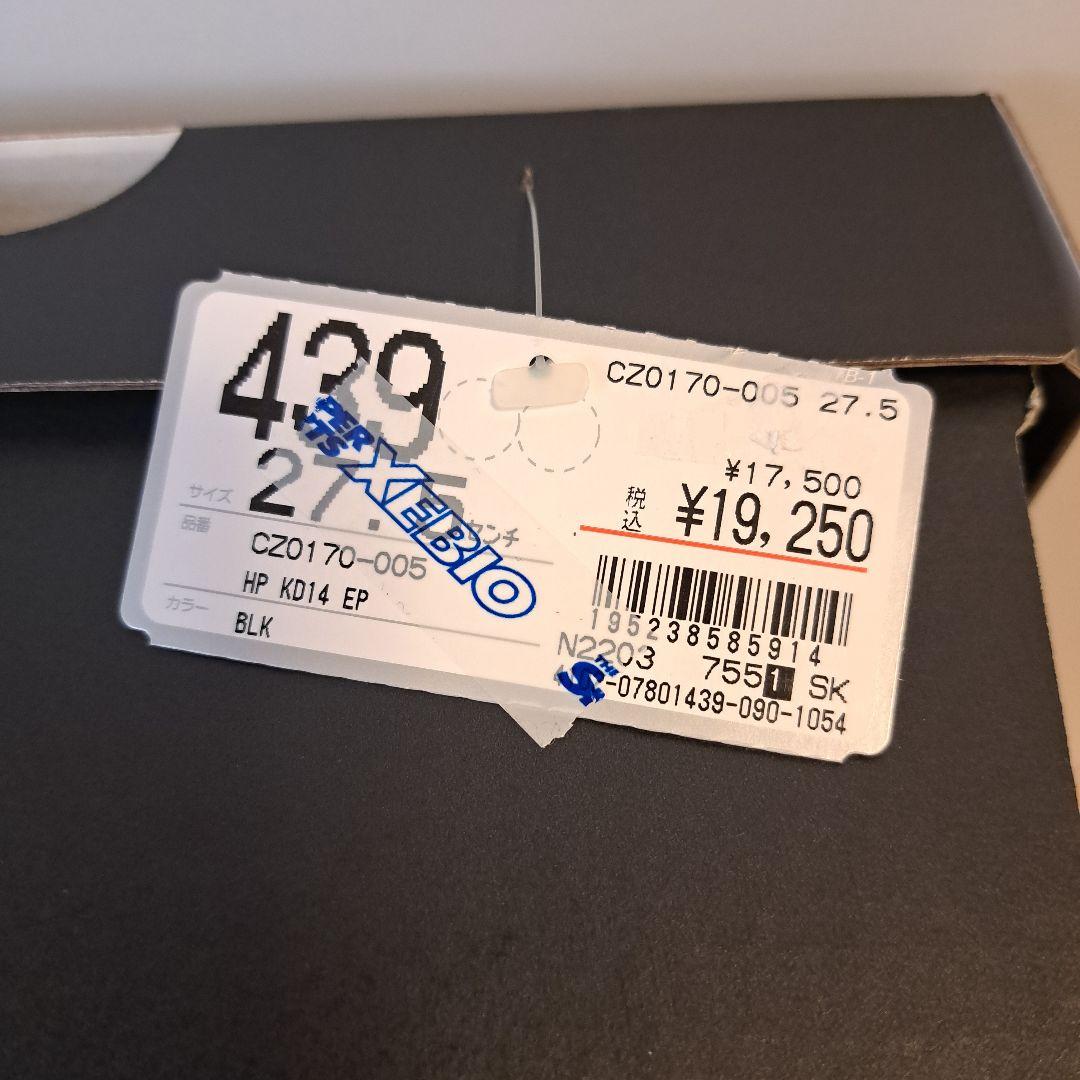 439
27.5 センチ
サイズ
品番
CZ0170-005
HP KD14 EP
カラー
BLK
XEBIO
CZ0170-005 27.5
¥17,500
税込 ¥19,250
195238585914
N2203 7551 SK
-07801439-090-1054
THE